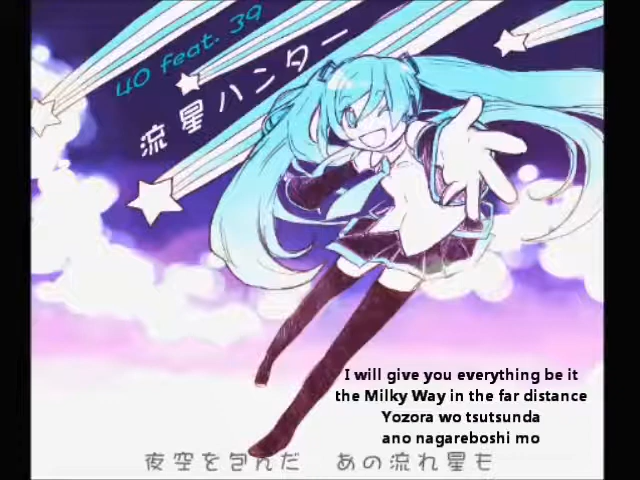 40 feat. 39
流星ハンター
I will give you everything be it
the Milky Way in the far distance
Yozora wo tsutsunda
ano nagareboshi mo
夜空を包んだ　あの流れ星も